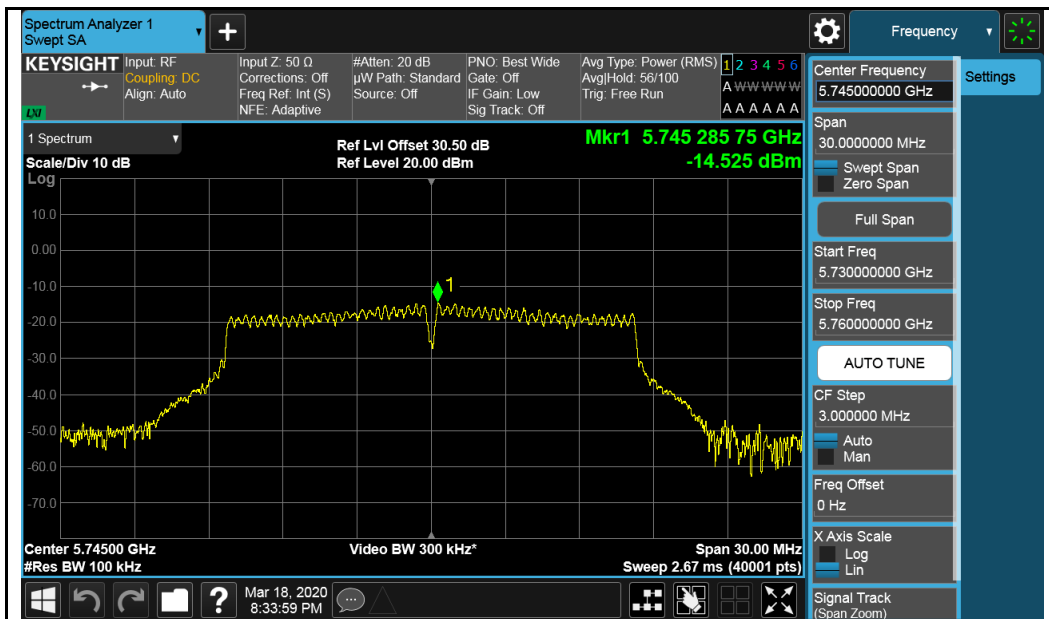 Spectrum Analyzer 1
Swept SA
+
Frequency
KEYSIGHT
LXI
Input: RF
Coupling: DC
Align: Auto
Input Z: 50 Ω
Corrections: Off
Freq Ref: Int (S)
NFE: Adaptive
#Atten: 20 dB
µW Path: Standard
Source: Off
PNO: Best Wide
Gate: Off
IF Gain: Low
Sig Track: Off
Avg Type: Power (RMS)
Avg|Hold: 56/100
Trig: Free Run
1 2 3 4 5 6
A W W W W W
A A A A A A
1 Spectrum
Scale/Div 10 dB
Log
Ref Lvl Offset 30.50 dB
Ref Level 20.00 dBm
Mkr1 5.745 285 75 GHz
-14.525 dBm
10.0
0.00
-10.0
-20.0
-30.0
-40.0
-50.0
-60.0
-70.0
1
Center 5.74500 GHz
#Res BW 100 kHz
Video BW 300 kHz*
Span 30.00 MHz
Sweep 2.67 ms (40001 pts)
?
Mar 18, 2020
8:33:59 PM
Center Frequency
5.745000000 GHz
Settings
Span
30.0000000 MHz
Swept Span
Zero Span
Full Span
Start Freq
5.730000000 GHz
Stop Freq
5.760000000 GHz
AUTO TUNE
CF Step
3.000000 MHz
Auto
Man
Freq Offset
0 Hz
X Axis Scale
Log
Lin
Signal Track
(Span Zoom)